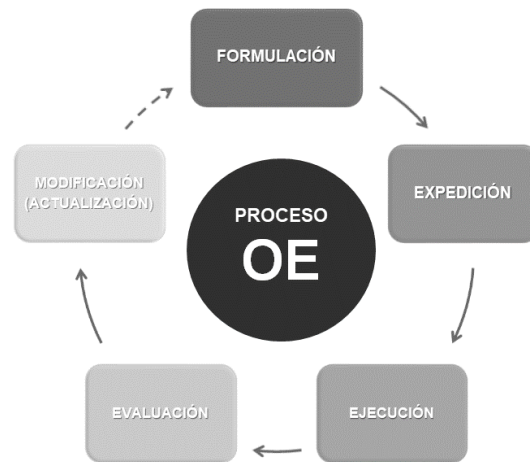 FORMULACIÓN
EXPEDICIÓN
EJECUCIÓN
EVALUACIÓN
MODIFICACIÓN
(ACTUALIZACIÓN)
PROCESO
OE